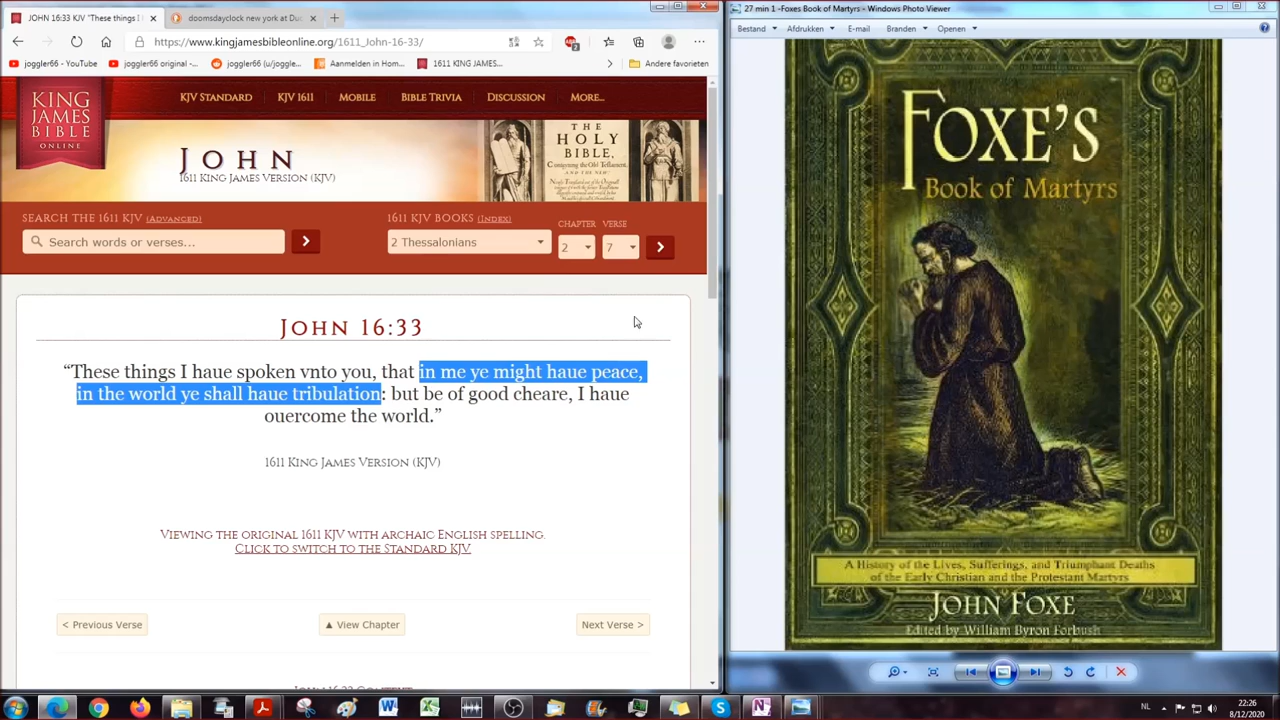 JOHN 16:33 KJV "These things I
doomsdayclock new york at Du
https://www.kingjamesbibleonline.org/1611_John-16-33/
joggler66 - YouTube
joggler66 original -...
joggler66 (u/joggle...
Aanmelden in Hom...
1611 KING JAMES...
Andere favorieten
KING
JAMES
BIBLE
ONLINE
KJV STANDARD
KJV 1611
MOBILE
BIBLE TRIVIA
DISCUSSION
MORE...
JOHN
1611 KING JAMES VERSION (KJV)
THE
HOLY
BIBLE,
SEARCH THE 1611 KJV (ADVANCED)
Search words or verses...
1611 KJV BOOKS (INDEX)
2 Thessalonians
CHAPTER
2
VERSE
7
JOHN 16:33
“These things I haue spoken vnto you, that in me ye might haue peace,
in the world ye shall haue tribulation: but be of good cheare, I haue
ouercome the world.”
1611 KING JAMES VERSION (KJV)
VIEWING THE ORIGINAL 1611 KJV WITH ARCHAIC ENGLISH SPELLING.
CLICK TO SWITCH TO THE STANDARD KJV
< Previous Verse
▲ View Chapter
Next Verse >
27 min 1 -Foxes Book of Martyrs - Windows Photo Viewer
Bestand
Afdrukken
E-mail
Branden
Openen
FOXE'S
Book of Martyrs
A History of the Lives, Sufferings, and Triumphant Deaths
of the Early Christian and the Protestant Martyrs
JOHN FOXE
Edited by William Byron Forbush
NL
22:26
8/12/2020